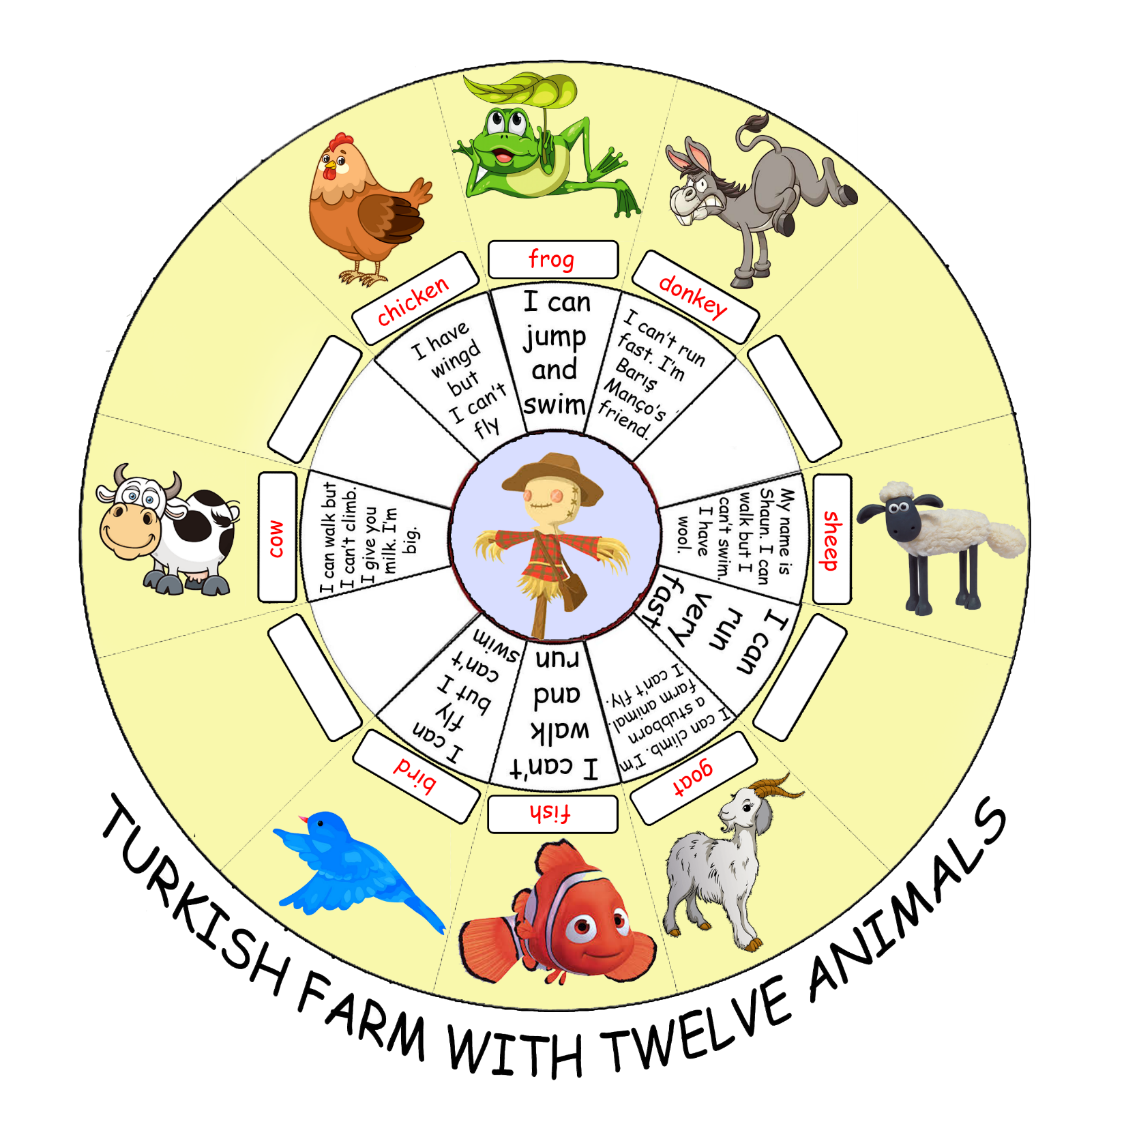 frog
I can
jump
and
swim
donkey
I can't run
fast. I'm
Barış
Manço's
friend.
sheep
My name is
Shaun. I can
walk but I
can't swim.
I have
wool.
I can
run
very
fast
goat
I can climb. I'm
a stubborn
farm animal.
I can't fly.
fish
I can't
walk
and
run
bird
I can
fly
but I
can't
swim
cow
I can walk but
I can't climb.
I give you
milk. I'm
big.
chicken
I have
wingd
but
I can't
fly
TURKISH FARM WITH TWELVE ANIMALS